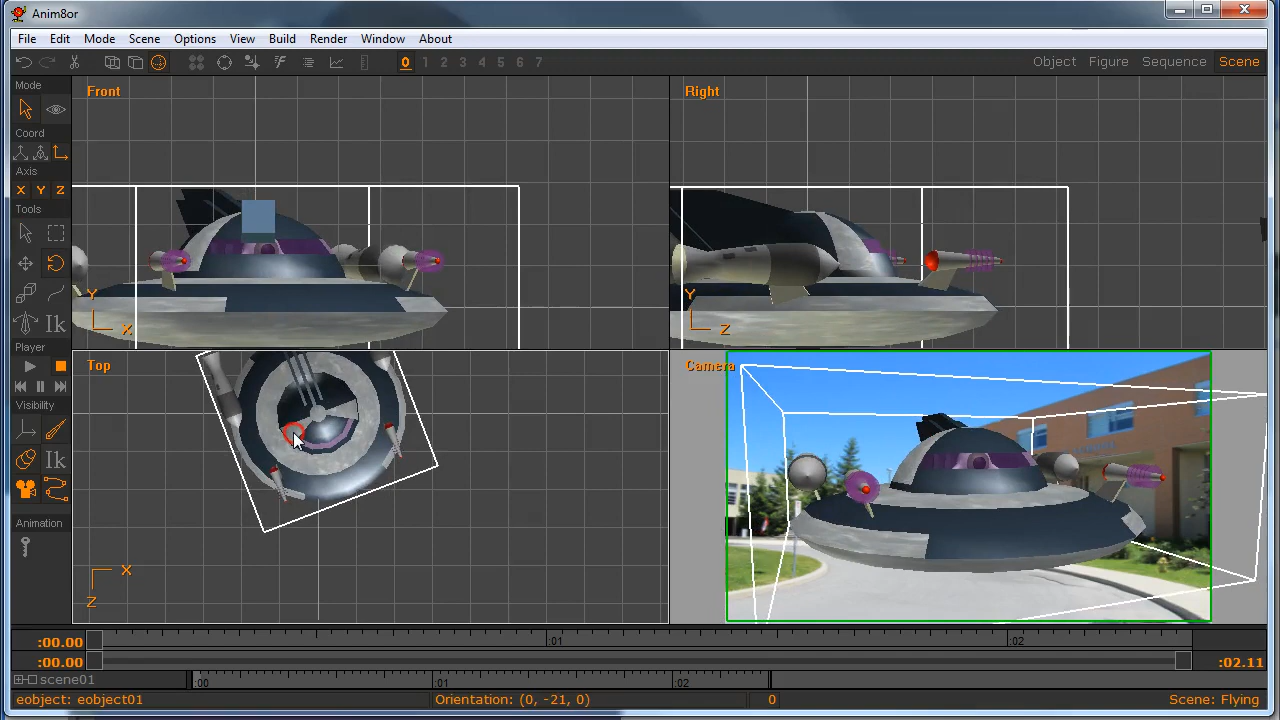 Anim8or
File Edit Mode Scene Options View Build Render Window About
0 1 2 3 4 5 6 7 Object Figure Sequence Scene
Mode
Coord
Axis
X Y Z
Tools
Ik
Player
Visibility
Ik
Animation
Front
Y
X
Right
Y
Z
Top
X
Z
Camera
:00.00 :01 :02
:00.00 :02.11
scene01 :00 :01 :02
eobject: eobject01 Orientation: (0, -21, 0) 0 Scene: Flying